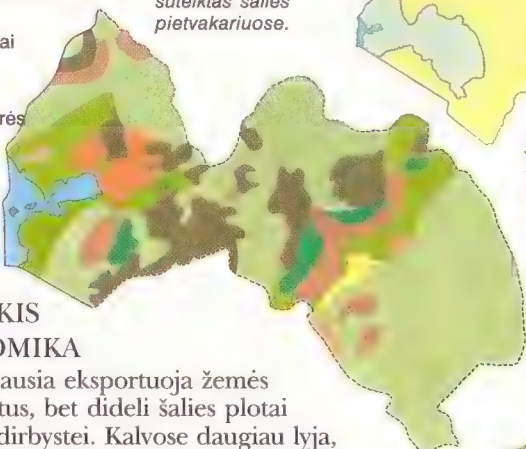 suteiktas šalies
pietvakariuose.
ai
rės
KIS
OMIKA
ausia eksportuoja žemės
tus, bet dideli šalies plotai
dirbystei. Kalvose daugiau lyja,